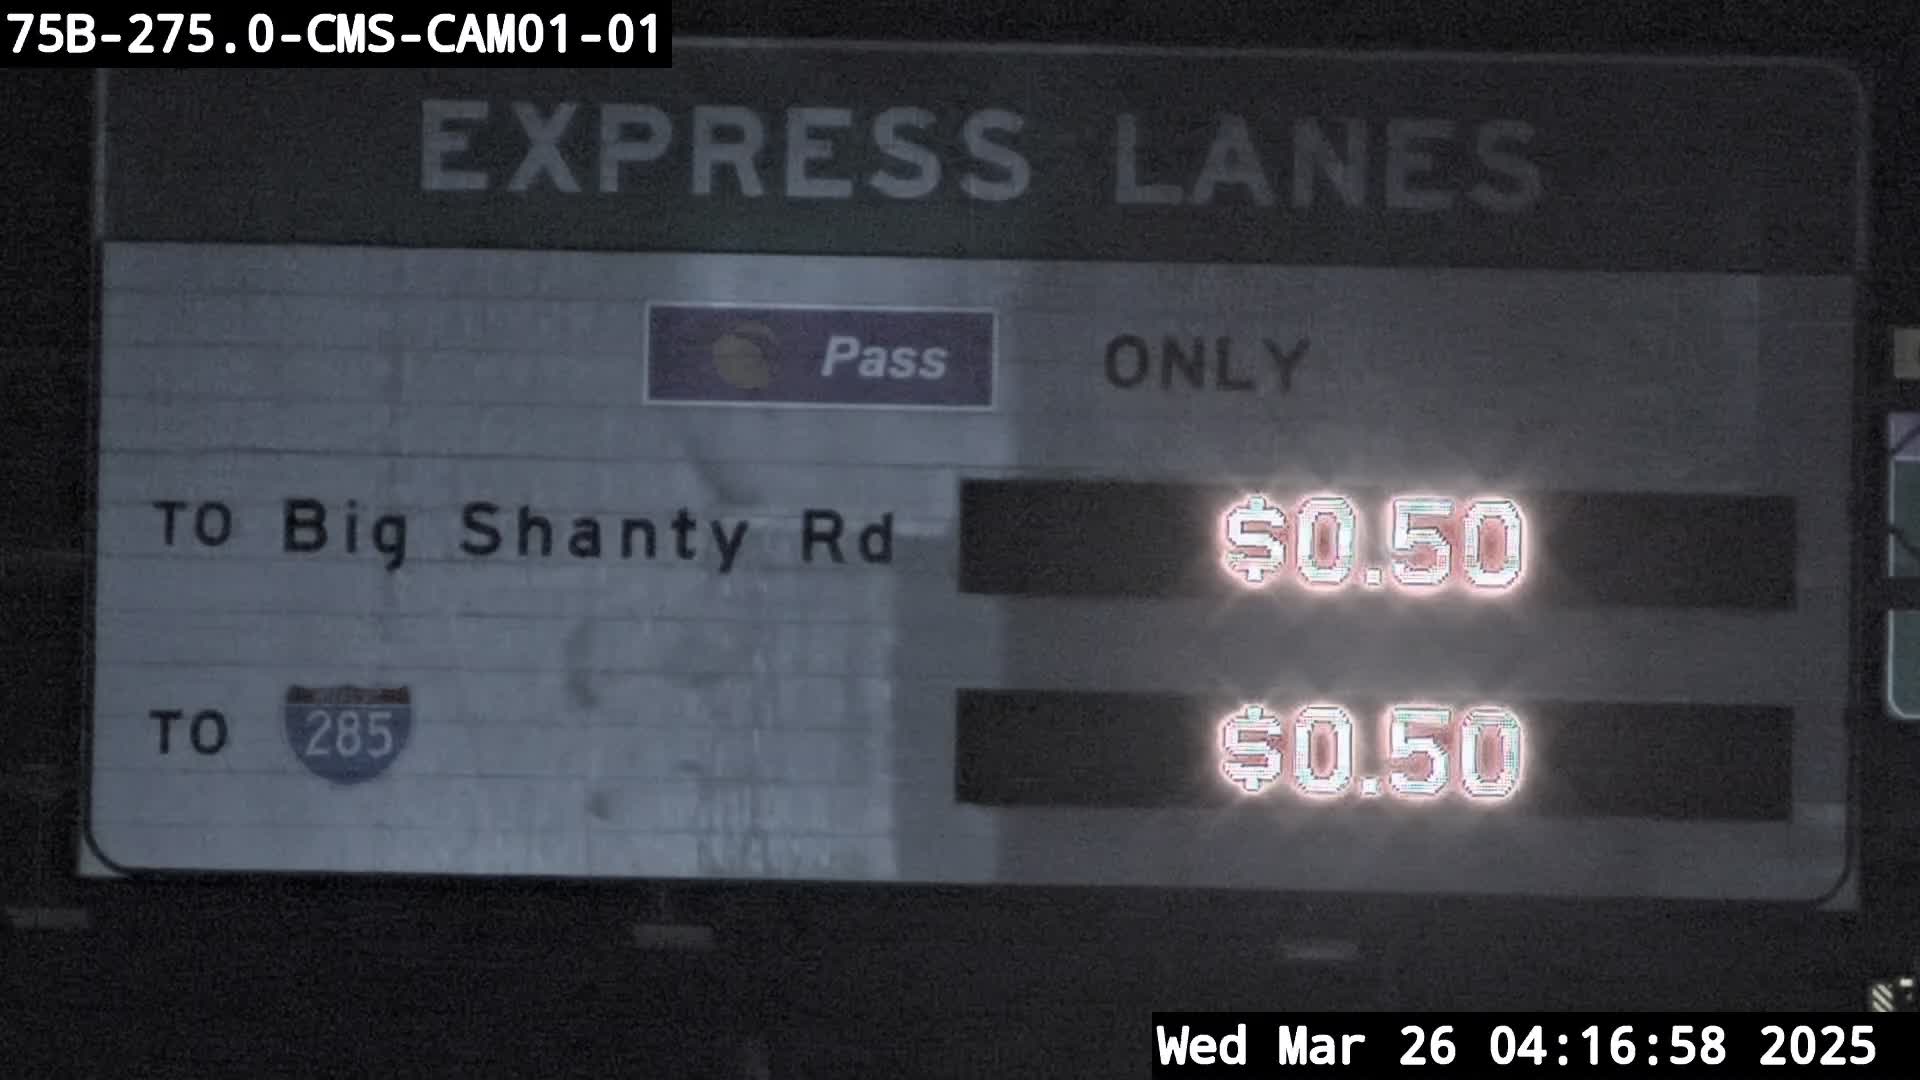 75B-275.0-CMS-CAM01-01
EXPRESS LANES
Pass ONLY
TO Big Shanty Rd $0.50
TO 285 $0.50
Wed Mar 26 04:16:58 2025